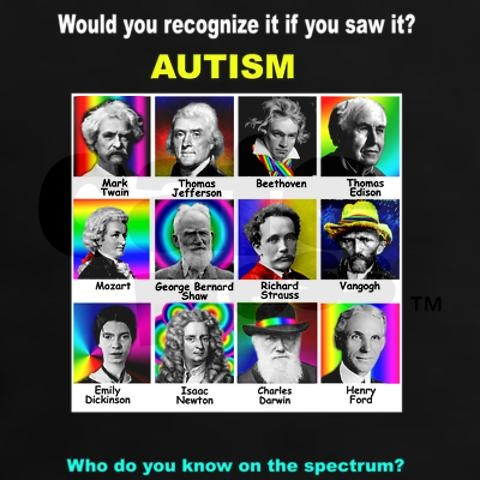 Would you recognize it if you saw it?
AUTISM
Mark
Twain
Thomas
Jefferson
Beethoven
Thomas
Edison
Mozart
George Bernard
Shaw
Richard
Strauss
Vangogh
TM
Emily
Dickinson
Isaac
Newton
Charles
Darwin
Henry
Ford
Who do you know on the spectrum?